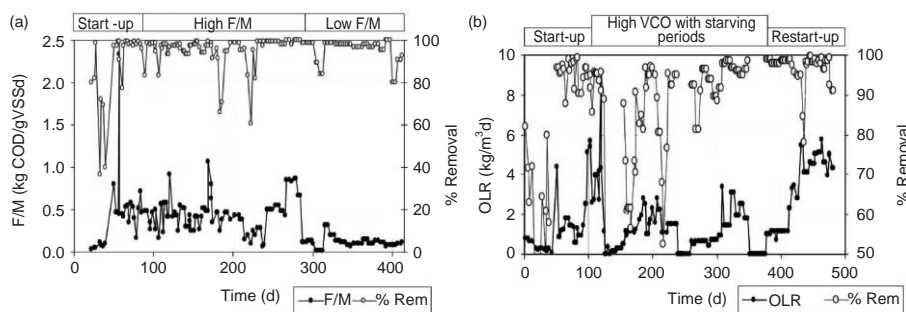 (a)
Start -up High F/M Low F/M
2.5
2.0
1.5
1.0
0.5
0.0
F/M (kg COD/gVSSd)
100
80
60
40
20
0
% Removal
0 100 200 300 400
Time (d)
F/M % Rem
(b)
Start-up High VCO with starving periods Restart-up
10
8
6
4
2
0
OLR (kg/m³d)
100
90
80
70
60
50
% Removal
0 100 200 300 400 500
Time (d)
OLR % Rem